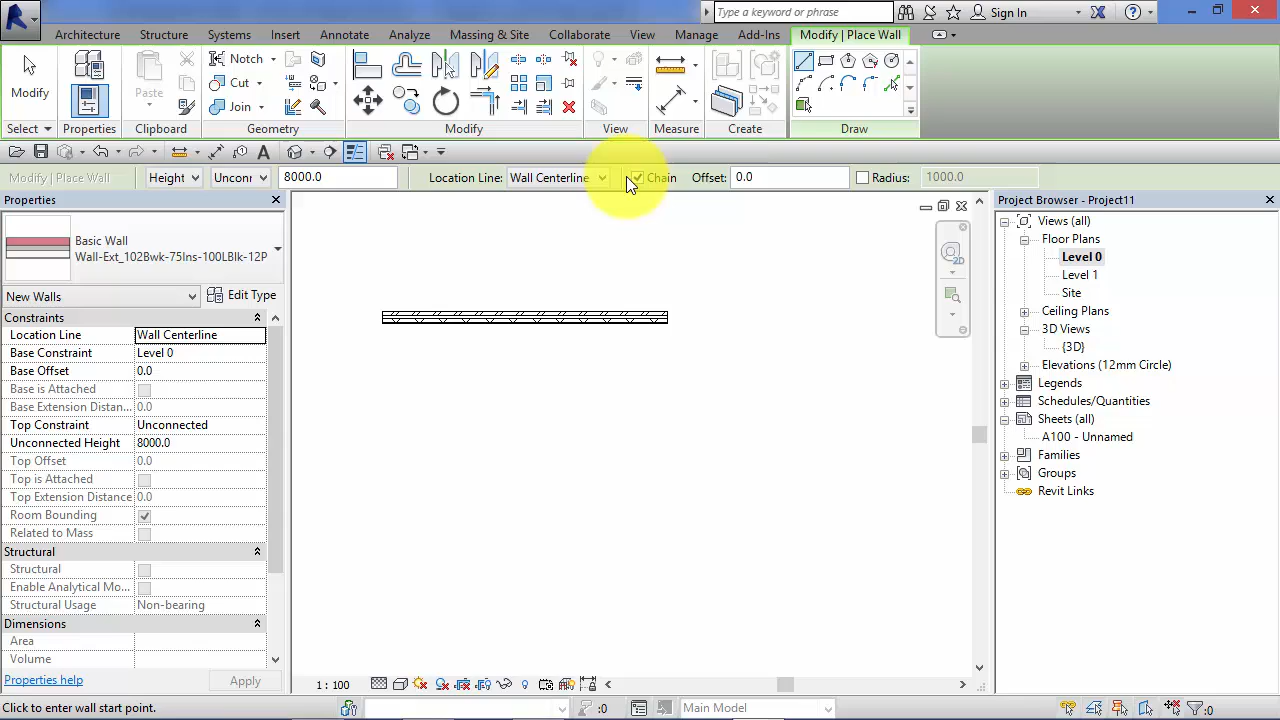 Type a keyword or phrase
Sign In
Architecture Structure Systems Insert Annotate Analyze Massing & Site Collaborate View Manage Add-Ins Modify | Place Wall
Modify
Paste
Notch
Cut
Join
Select Properties Clipboard Geometry Modify View Measure Create Draw
Modify | Place Wall Height Unconr 8000.0 Location Line: Wall Centerline Chain Offset: 0.0 Radius: 1000.0
Properties
Basic Wall
Wall-Ext_102Bwk-75Ins-100LBlk-12P
New Walls Edit Type
Constraints
Location Line Wall Centerline
Base Constraint Level 0
Base Offset 0.0
Base is Attached
Base Extension Distan... 0.0
Top Constraint Unconnected
Unconnected Height 8000.0
Top Offset 0.0
Top is Attached
Top Extension Distance 0.0
Room Bounding
Related to Mass
Structural
Structural
Enable Analytical Mo...
Structural Usage Non-bearing
Dimensions
Area
Volume
Properties help Apply
2D
1 : 100
Project Browser - Project11
Views (all)
Floor Plans
Level 0
Level 1
Site
Ceiling Plans
3D Views
{3D}
Elevations (12mm Circle)
Legends
Schedules/Quantities
Sheets (all)
A100 - Unnamed
Families
Groups
Revit Links
Click to enter wall start point. :0 Main Model :0